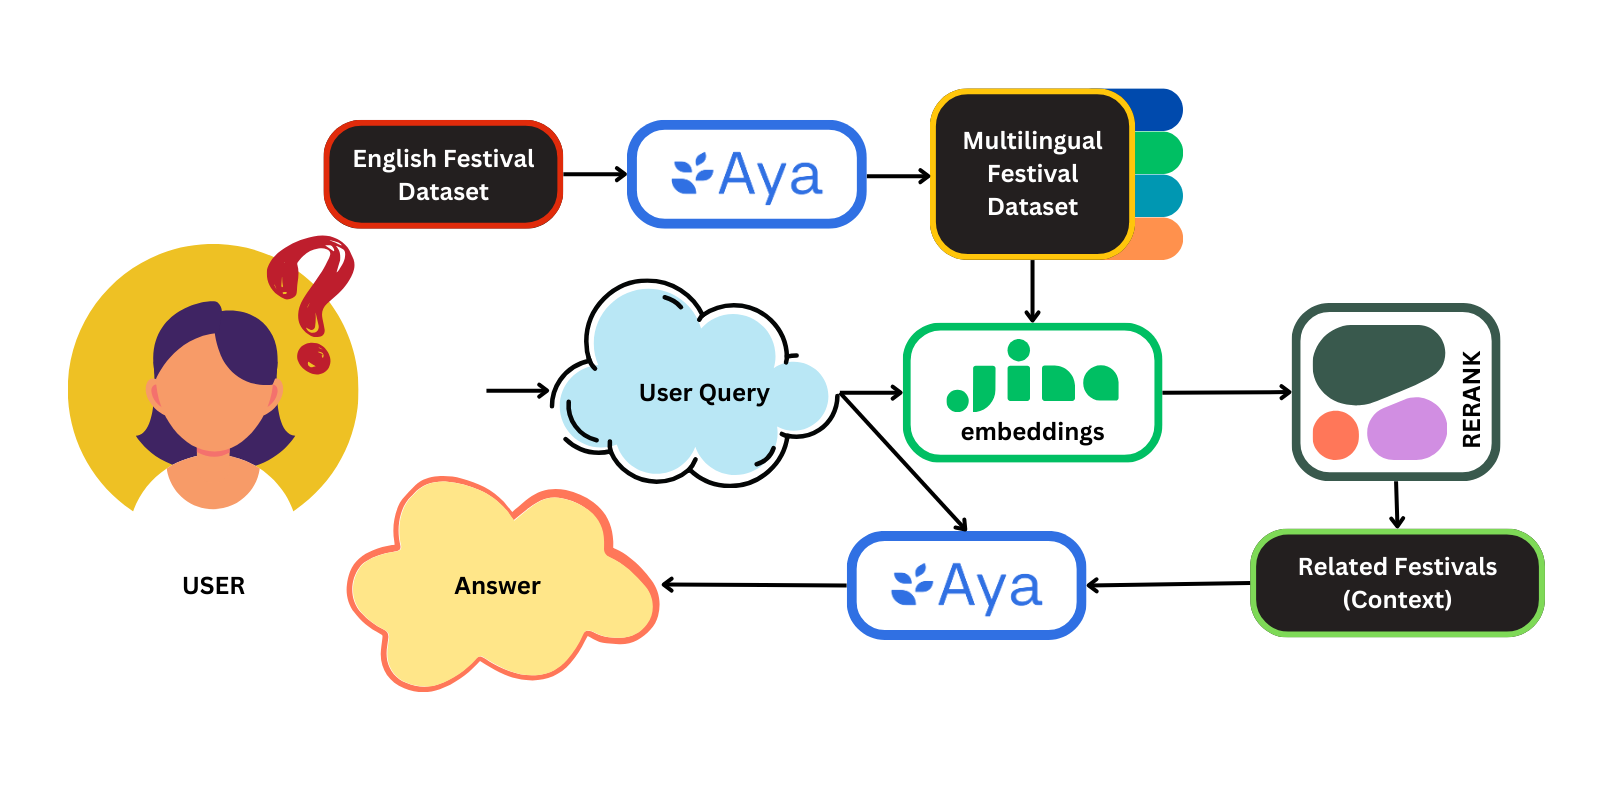 English Festival
Dataset
Aya
Multilingual
Festival
Dataset
User Query
Jina
embeddings
RERANK
USER
Answer
Aya
Related Festivals
(Context)